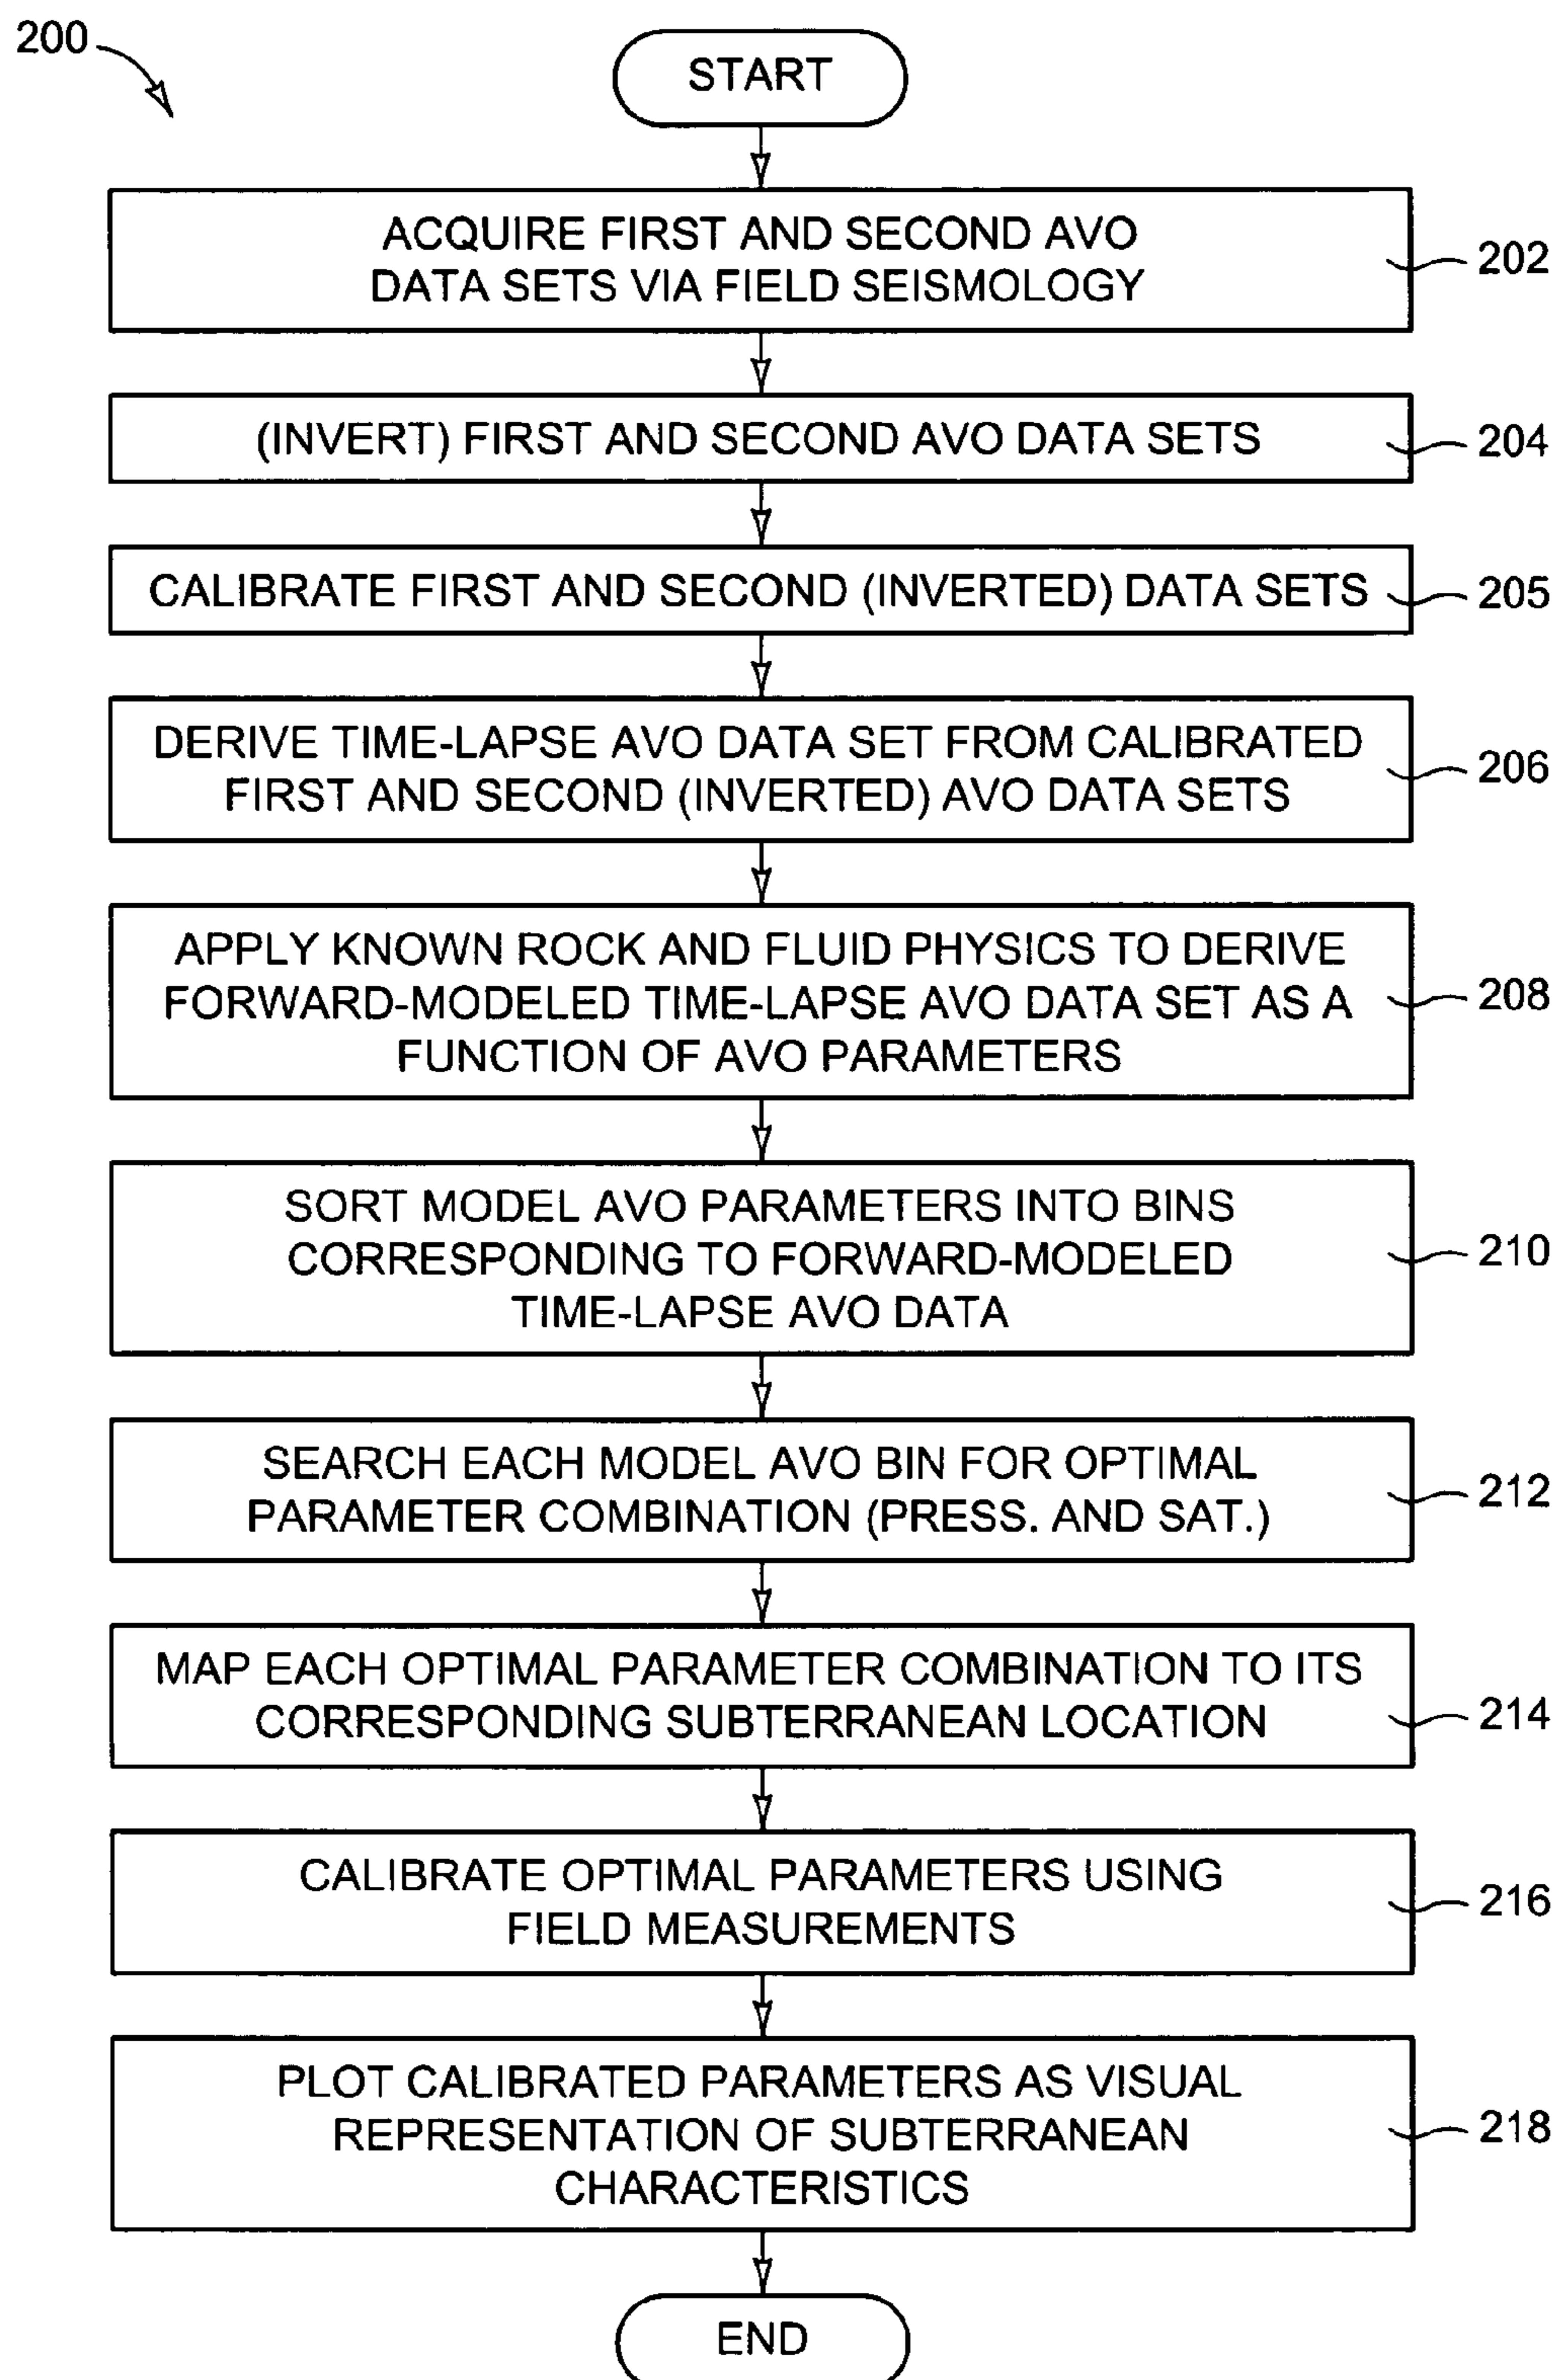 200
START
ACQUIRE FIRST AND SECOND AVO
DATA SETS VIA FIELD SEISMOLOGY
202
(INVERT) FIRST AND SECOND AVO DATA SETS
204
CALIBRATE FIRST AND SECOND (INVERTED) DATA SETS
205
DERIVE TIME-LAPSE AVO DATA SET FROM CALIBRATED
FIRST AND SECOND (INVERTED) AVO DATA SETS
206
APPLY KNOWN ROCK AND FLUID PHYSICS TO DERIVE
FORWARD-MODELED TIME-LAPSE AVO DATA SET AS A
FUNCTION OF AVO PARAMETERS
208
SORT MODEL AVO PARAMETERS INTO BINS
CORRESPONDING TO FORWARD-MODELED
TIME-LAPSE AVO DATA
210
SEARCH EACH MODEL AVO BIN FOR OPTIMAL
PARAMETER COMBINATION (PRESS. AND SAT.)
212
MAP EACH OPTIMAL PARAMETER COMBINATION TO ITS
CORRESPONDING SUBTERRANEAN LOCATION
214
CALIBRATE OPTIMAL PARAMETERS USING
FIELD MEASUREMENTS
216
PLOT CALIBRATED PARAMETERS AS VISUAL
REPRESENTATION OF SUBTERRANEAN
CHARACTERISTICS
218
END